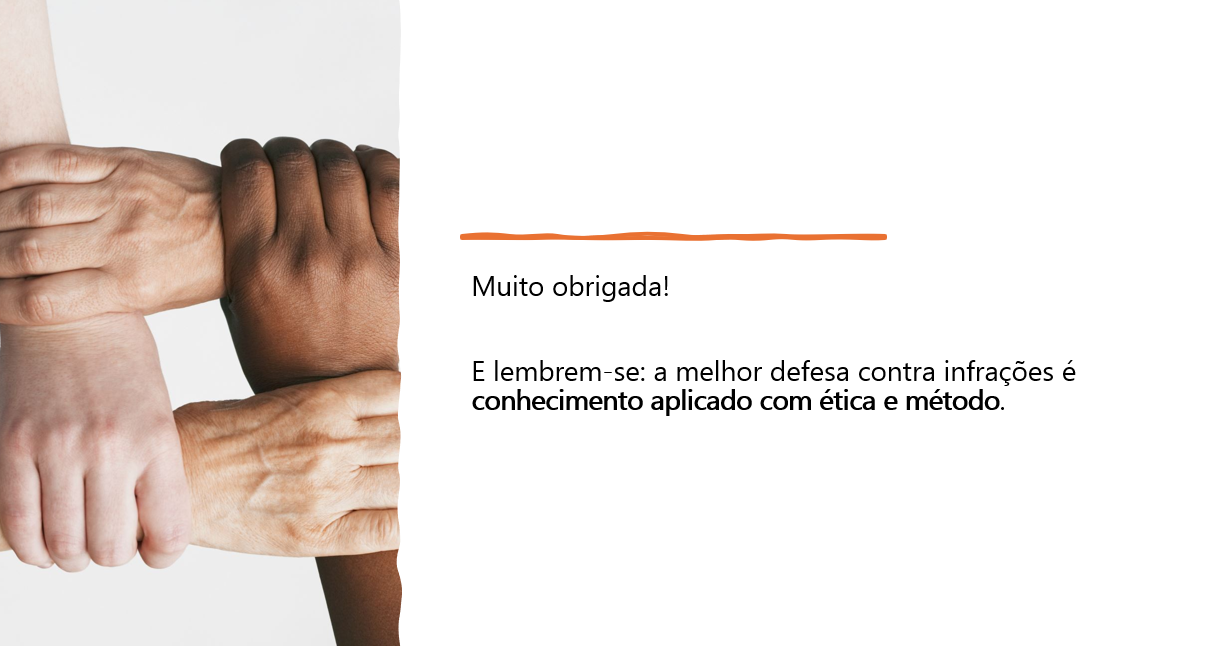 Muito obrigada!
E lembrem-se: a melhor defesa contra infrações é
conhecimento aplicado com ética e método.